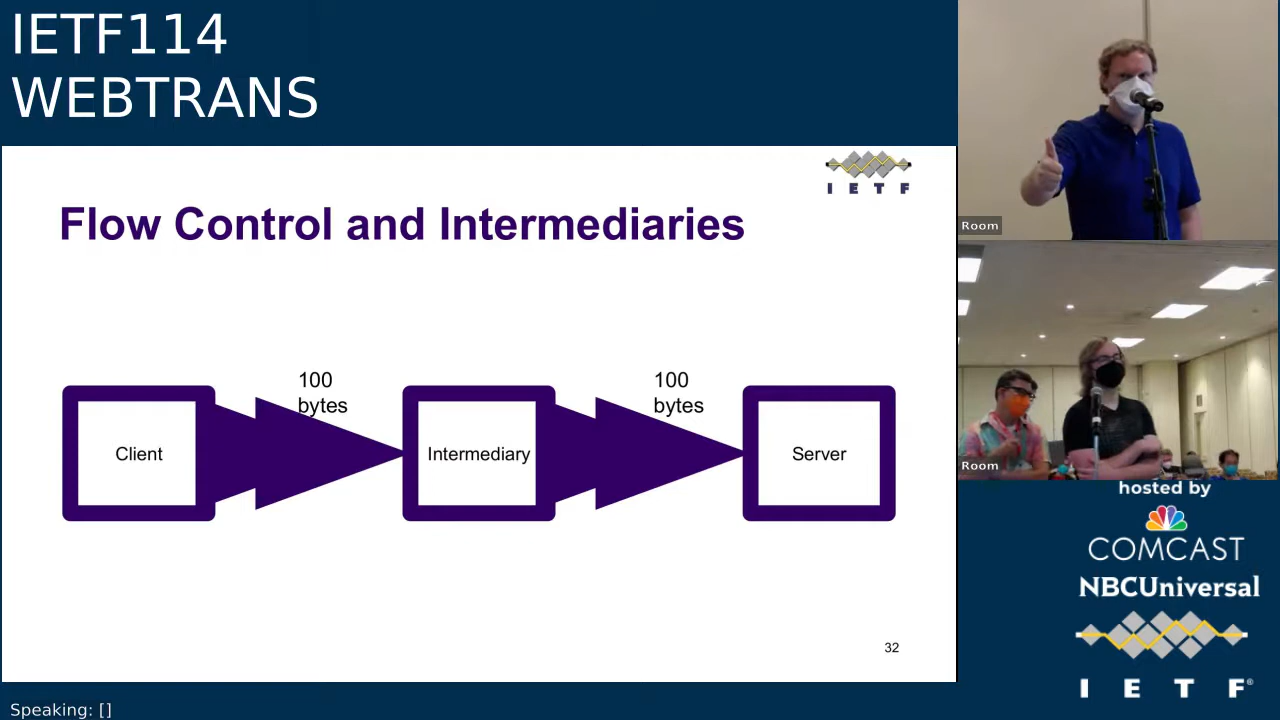 IETF114
WEBTRANS
I E T F
Flow Control and Intermediaries
100
bytes
100
bytes
Client
Intermediary
Server
32
Room
Room
hosted by
COMCAST
NBCUniversal
I E T F®
Speaking: []